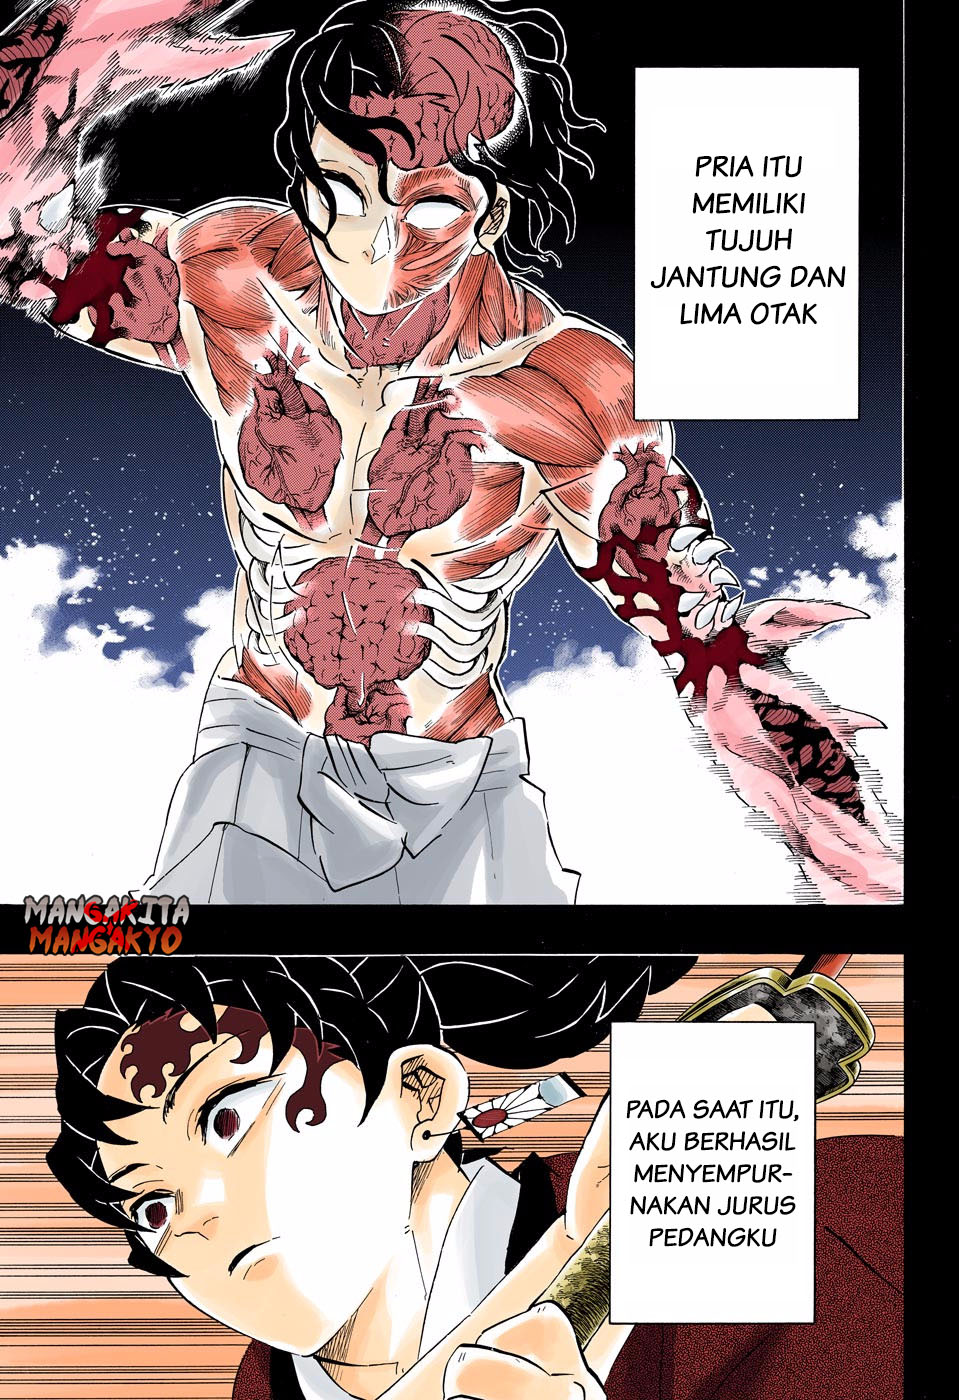 PRIA ITU
MEMILIKI
TUJUH
JANTUNG DAN
LIMA OTAK
MANGAKITA
MANGAKYO
PADA SAAT ITU,
AKU BERHASIL
MENYEMPUR-
NAKAN JURUS
PEDANGKU